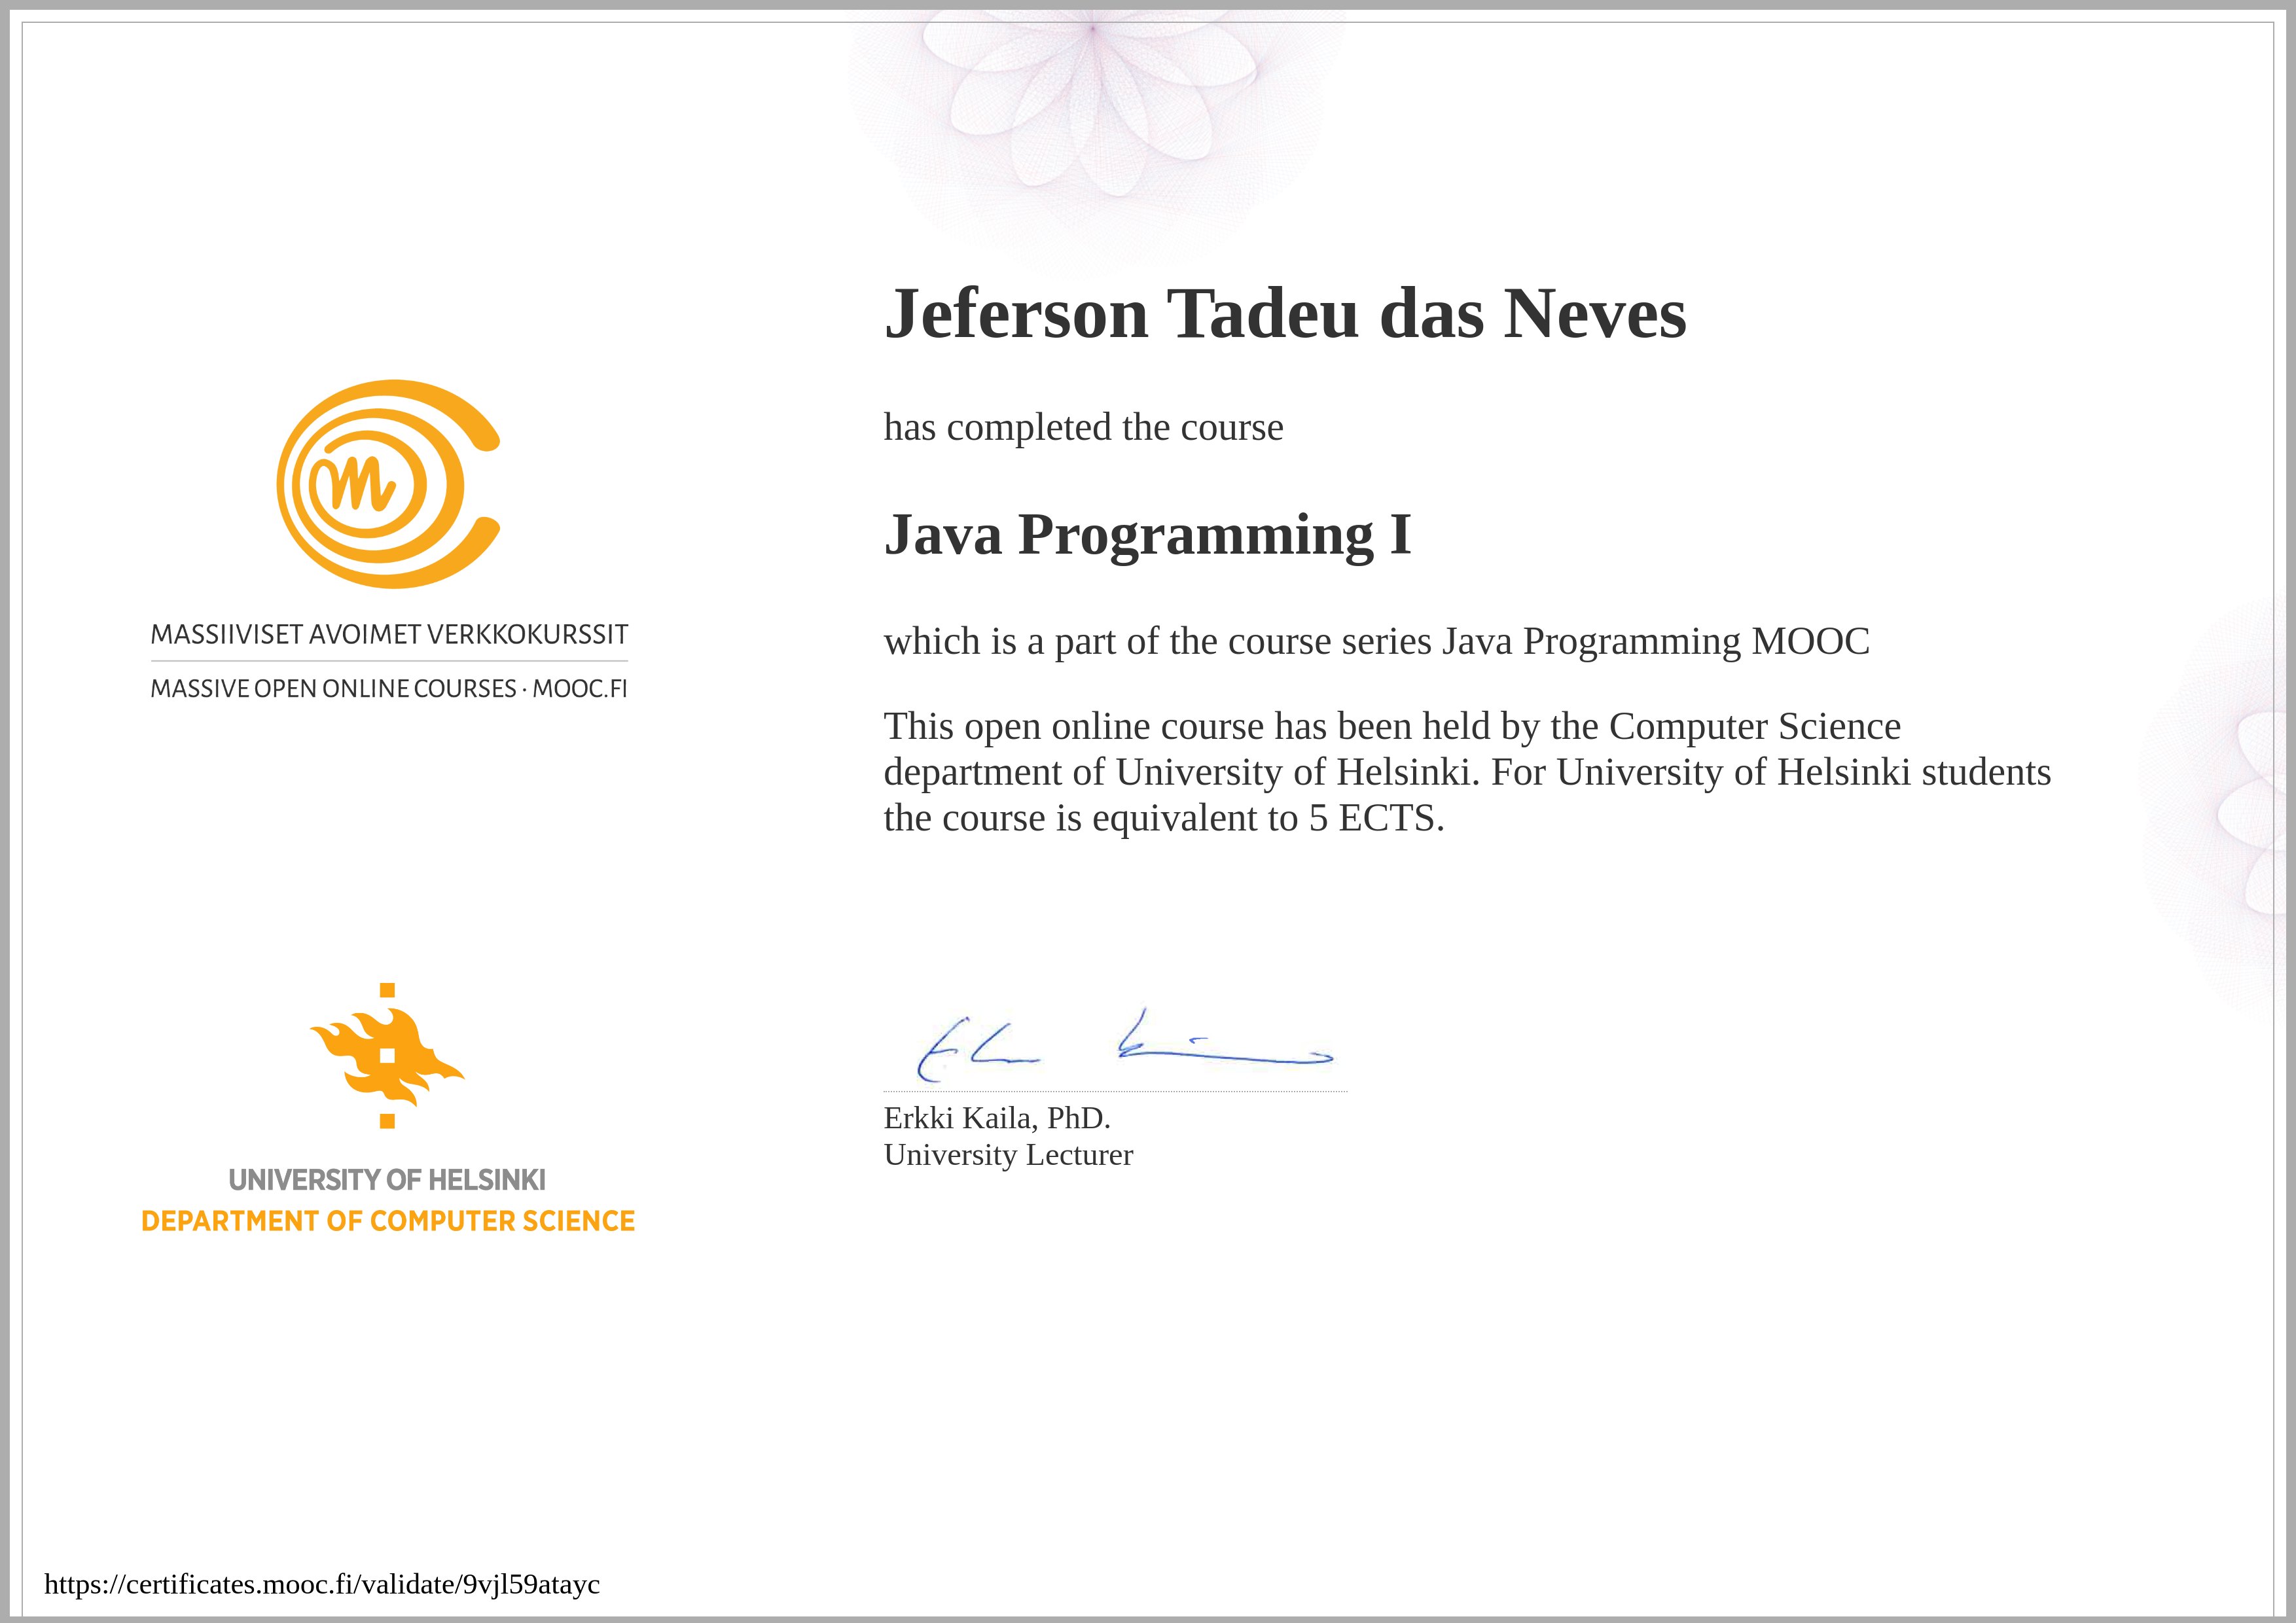 Jeferson Tadeu das Neves
has completed the course
Java Programming I
which is a part of the course series Java Programming MOOC
This open online course has been held by the Computer Science
department of University of Helsinki. For University of Helsinki students
the course is equivalent to 5 ECTS.
Erkki Kaila, PhD.
University Lecturer
m
MASSIIVISET AVOIMET VERKKOKURSSIT
MASSIVE OPEN ONLINE COURSES · MOOC.FI
UNIVERSITY OF HELSINKI
DEPARTMENT OF COMPUTER SCIENCE
https://certificates.mooc.fi/validate/9vjl59atayc